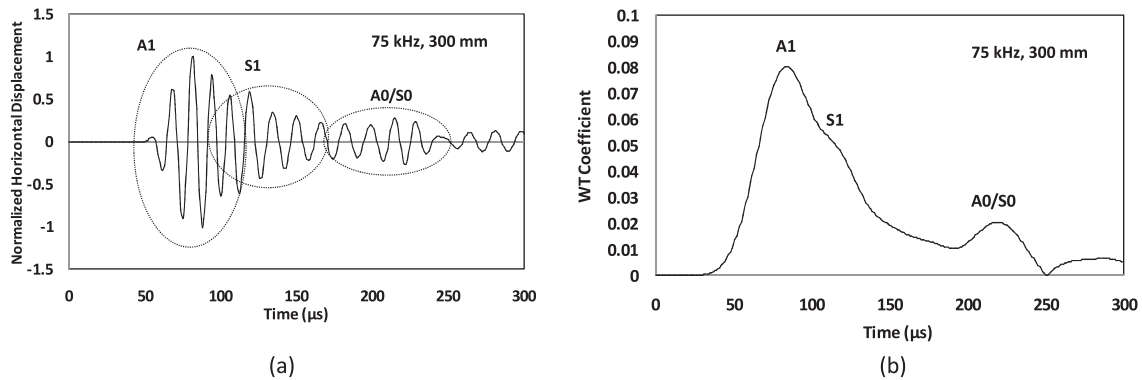 1.5
1
0.5
0
-0.5
-1
-1.5
Normalized Horizontal Displacement
75 kHz, 300 mm
A1
S1
A0/S0
0 50 100 150 200 250 300
Time (μs)
(a)
0.1
0.09
0.08
0.07
0.06
0.05
0.04
0.03
0.02
0.01
0
WT Coefficient
75 kHz, 300 mm
A1
S1
A0/S0
0 50 100 150 200 250 300
Time (μs)
(b)